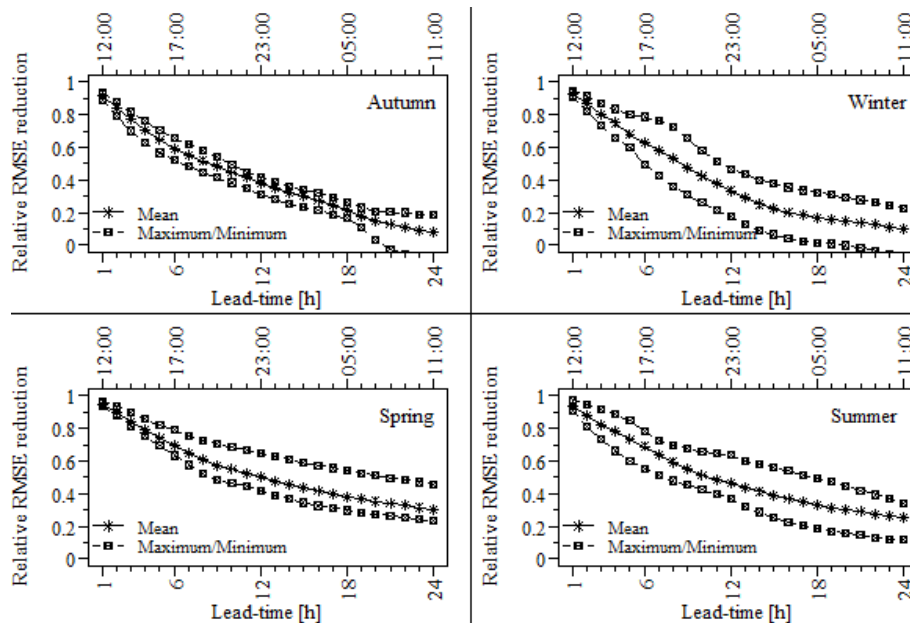 12:00 17:00 23:00 05:00 11:00
Relative RMSE reduction
1
0.8
0.6
0.4
0.2
0
Autumn
Mean
Maximum/Minimum
1 6 12 18 24
Lead-time [h]
12:00 17:00 23:00 05:00 11:00
Relative RMSE reduction
1
0.8
0.6
0.4
0.2
0
Winter
Mean
Maximum/Minimum
1 6 12 18 24
Lead-time [h]
12:00 17:00 23:00 05:00 11:00
Relative RMSE reduction
1
0.8
0.6
0.4
0.2
0
Spring
Mean
Maximum/Minimum
1 6 12 18 24
Lead-time [h]
12:00 17:00 23:00 05:00 11:00
Relative RMSE reduction
1
0.8
0.6
0.4
0.2
0
Summer
Mean
Maximum/Minimum
1 6 12 18 24
Lead-time [h]